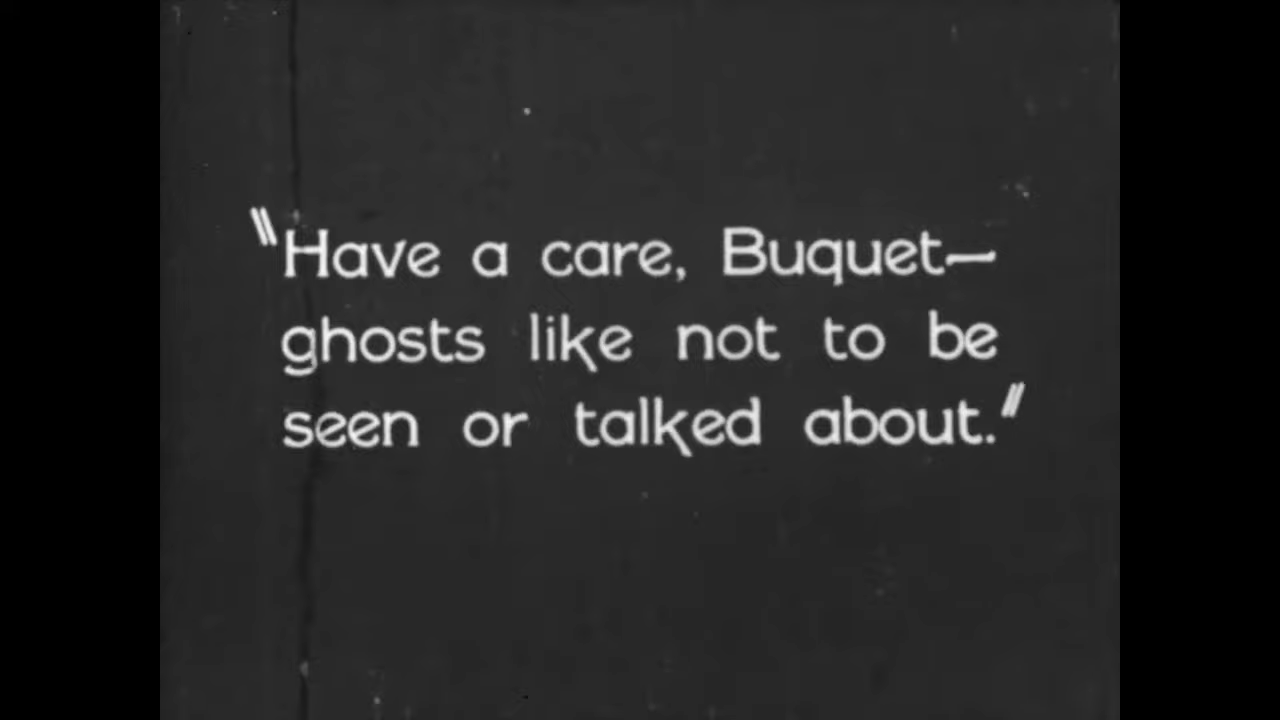 "Have a care, Buquet—
ghosts like not to be
seen or talked about."